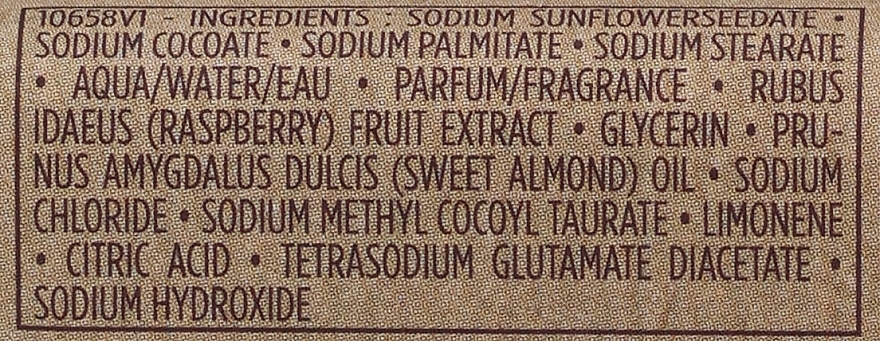 10658V1 - INGREDIENTS : SODIUM SUNFLOWERSEEDATE •
SODIUM COCOATE • SODIUM PALMITATE • SODIUM STEARATE
• AQUA/WATER/EAU • PARFUM/FRAGRANCE • RUBUS
IDAEUS (RASPBERRY) FRUIT EXTRACT • GLYCERIN • PRU-
NUS AMYGDALUS DULCIS (SWEET ALMOND) OIL • SODIUM
CHLORIDE • SODIUM METHYL COCOYL TAURATE • LIMONENE
• CITRIC ACID • TETRASODIUM GLUTAMATE DIACETATE •
SODIUM HYDROXIDE